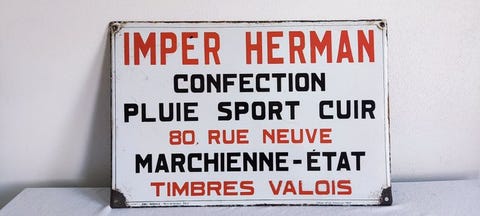 IMPER HERMAN
CONFECTION
PLUIE SPORT CUIR
80, RUE NEUVE
MARCHIENNE-ÉTAT
TIMBRES VALOIS